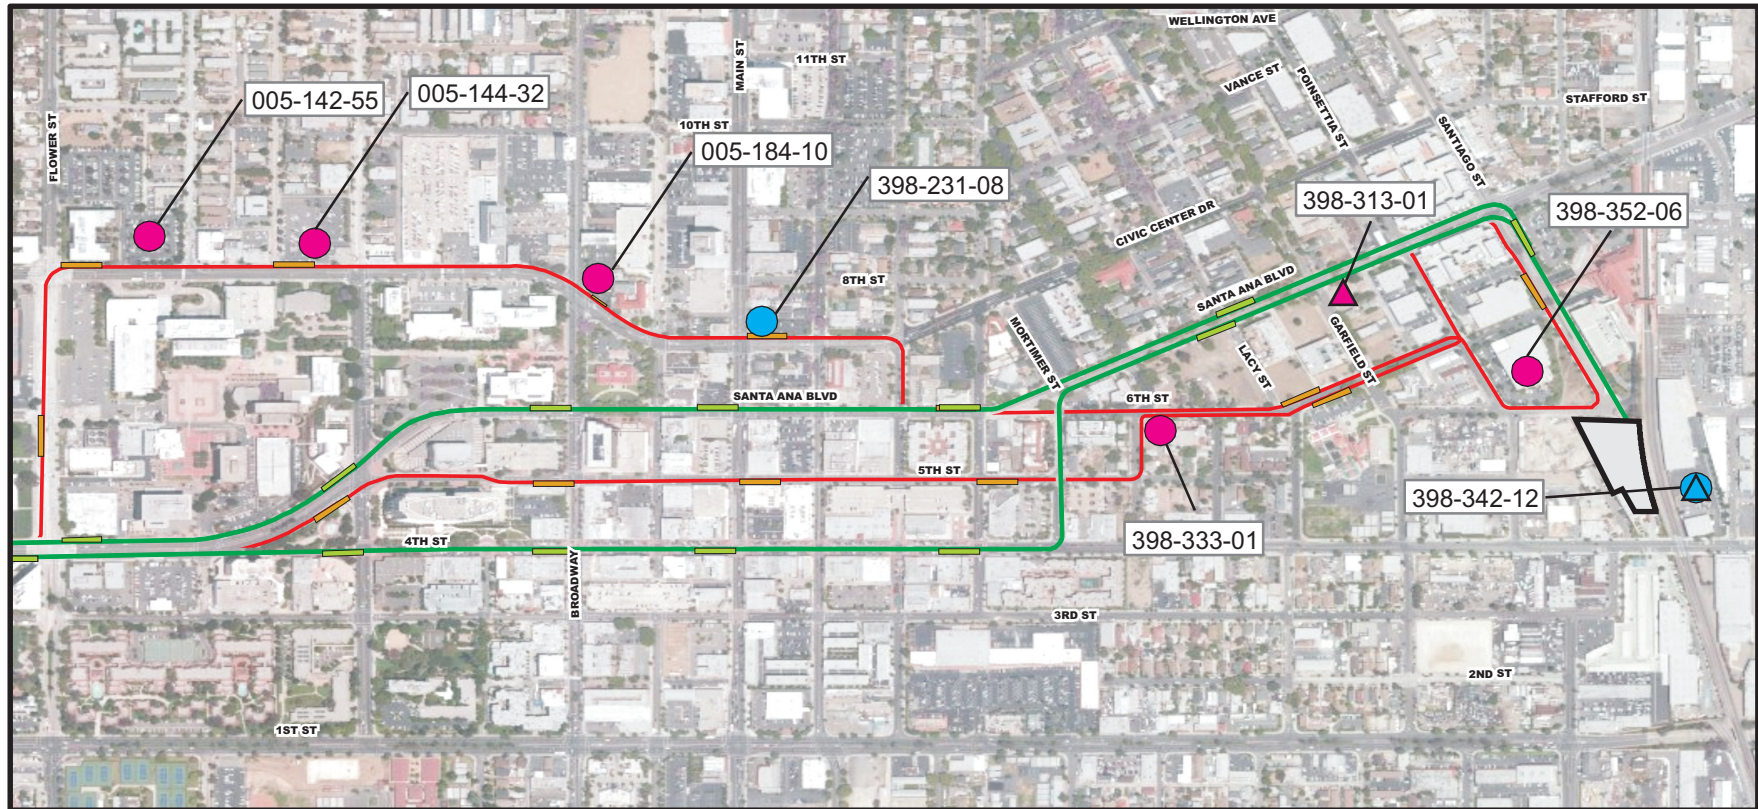 WELLINGTON AVE
11TH ST
MAIN ST
VANCE ST
POINSETTIA ST
STAFFORD ST
005-142-55
005-144-32
FLOWER ST
10TH ST
SANTIAGO ST
005-184-10
398-231-08
398-313-01
398-352-06
CIVIC CENTER DR
8TH ST
SANTA ANA BLVD
MORTIMER ST
GARFIELD ST
LACY ST
SANTA ANA BLVD
6TH ST
5TH ST
398-342-12
4TH ST
398-333-01
BROADWAY
3RD ST
2ND ST
1ST ST